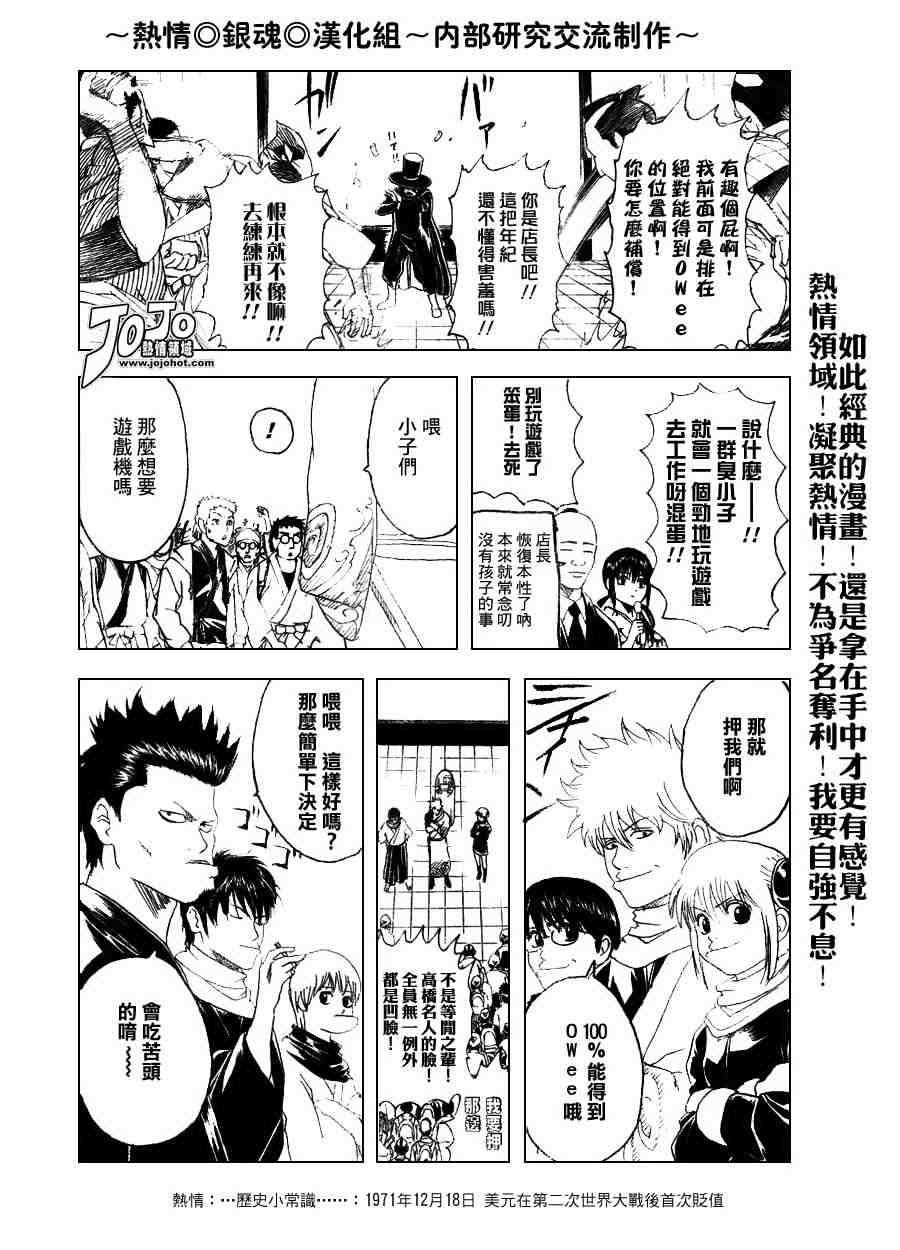 ～熱情◎銀魂◎漢化組～内部研究交流制作～
有趣個屁啊！
我前面可是排在
絕對能得到OWee
的位置啊！
你要怎麼補償！
你是店長吧!!
這把年紀
還不懂得害羞嗎!!
根本就不像嘛!!
去練練再來!!
バァ
JOJO
熱情領域
www.jojohot.com
說什麼──!!
一群臭小子
就會一個勁地玩遊戲
去工作呀混蛋!!
別玩遊戲了
笨蛋！去死
店長
恢復本性了吶
本來就常念叨
沒有孩子的事
喂
小子們
！
那麼想要
遊戲機嗎
那就
押我們啊
100%能得到
OWee哦
不是等閒之輩！
高橋名人的臉！
全員無一例外
都是凹臉！
我要押
那邊
喂喂 這樣好嗎？
那麼簡單下決定
ゴゴゴ
會吃苦頭
的唷～～
如此經典的漫畫！還是拿在手中才更有感覺！
熱情領域！凝聚熱情！不為爭名奪利！我要自強不息！
熱情：…歷史小常識……：1971年12月18日 美元在第二次世界大戰後首次貶值